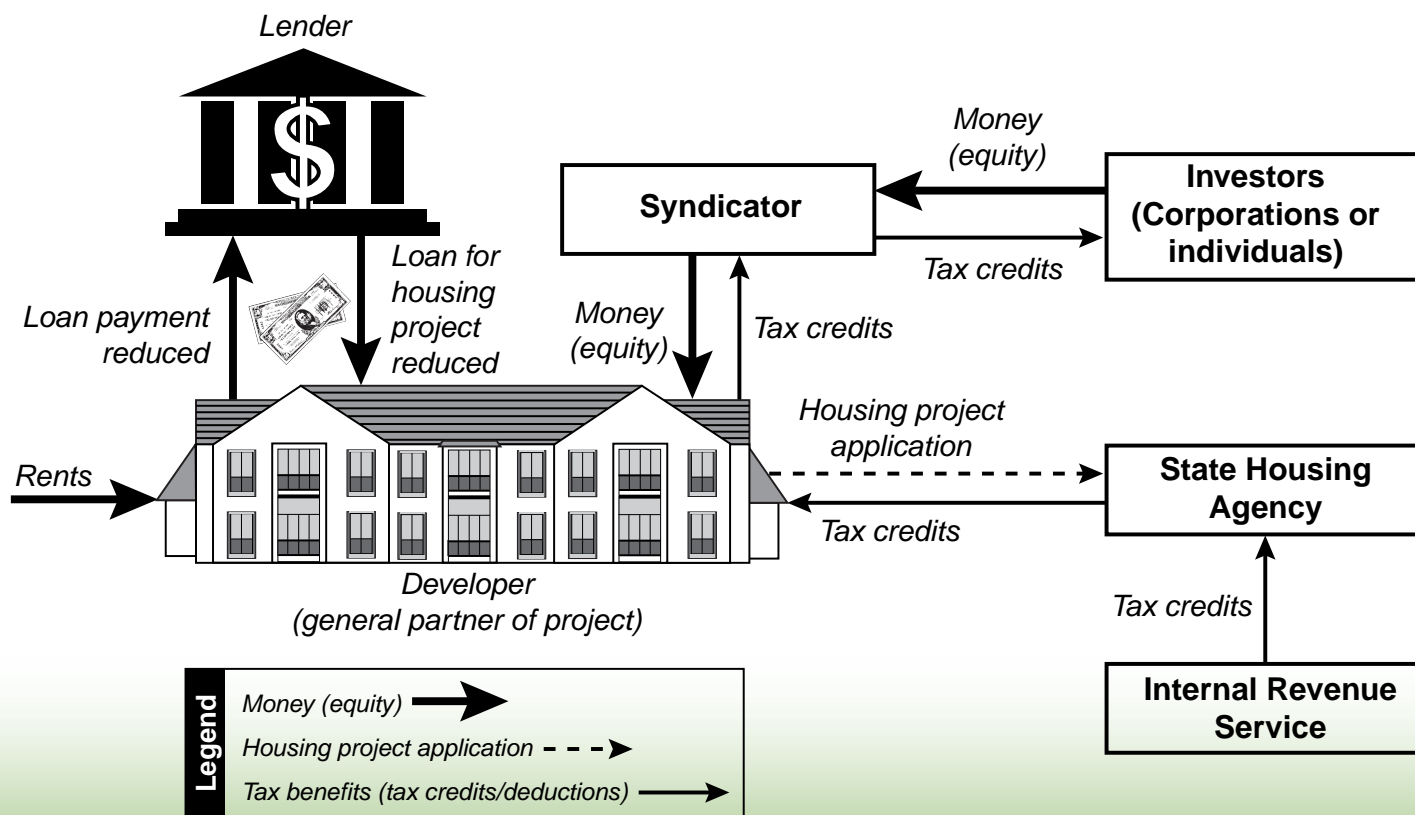 Lender
$
Loan payment
reduced
Loan for
housing
project
reduced
Syndicator
Money
(equity)
Tax credits
Investors
(Corporations or
individuals)
Money
(equity)
Tax credits
Rents
Housing project
application
Tax credits
State Housing
Agency
Tax credits
Internal Revenue
Service
Developer
(general partner of project)
Legend
Money (equity)
Housing project application
Tax benefits (tax credits/deductions)